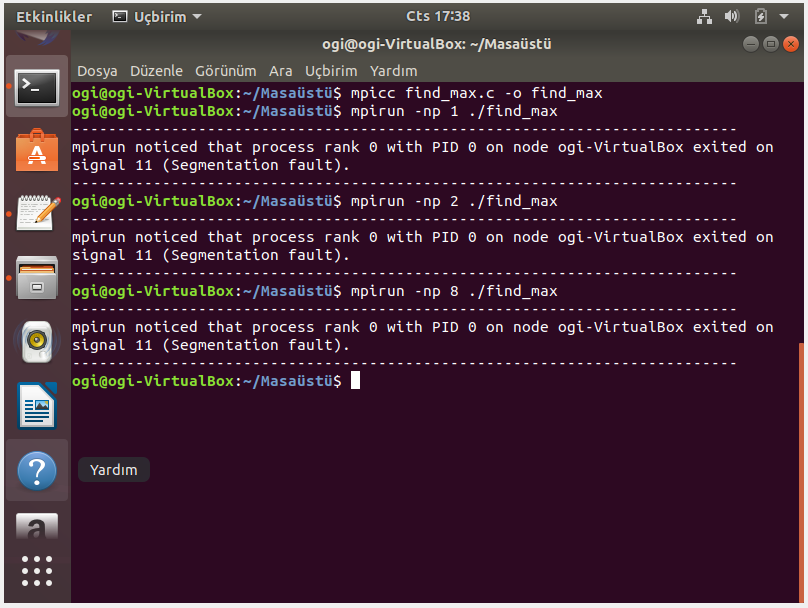 Etkinlikler
Uçbirim
Cts 17:38
ogi@ogi-VirtualBox: ~/Masaüstü
Dosya Düzenle Görünüm Ara Uçbirim Yardım
ogi@ogi-VirtualBox:~/Masaüstü$ mpicc find_max.c -o find_max
ogi@ogi-VirtualBox:~/Masaüstü$ mpirun -np 1 ./find_max
--------------------------------------------------------------------------
mpirun noticed that process rank 0 with PID 0 on node ogi-VirtualBox exited on
signal 11 (Segmentation fault).
--------------------------------------------------------------------------
ogi@ogi-VirtualBox:~/Masaüstü$ mpirun -np 2 ./find_max
--------------------------------------------------------------------------
mpirun noticed that process rank 0 with PID 0 on node ogi-VirtualBox exited on
signal 11 (Segmentation fault).
--------------------------------------------------------------------------
ogi@ogi-VirtualBox:~/Masaüstü$ mpirun -np 8 ./find_max
--------------------------------------------------------------------------
mpirun noticed that process rank 0 with PID 0 on node ogi-VirtualBox exited on
signal 11 (Segmentation fault).
--------------------------------------------------------------------------
ogi@ogi-VirtualBox:~/Masaüstü$
Yardım